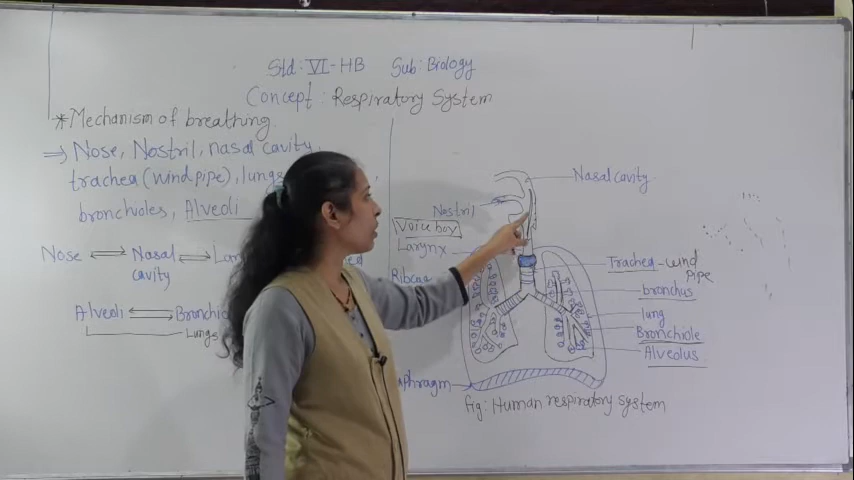 Std: VI-HB Sub: Biology
Concept: Respiratory System
* Mechanism of breathing
⇒ Nose, Nostril, nasal cavity,
trachea (wind pipe), lungs
bronchioles, Alveoli
Nose ⇌ Nasal cavity ⇌
Alveoli ⇌
Lungs
Nasal cavity
Nostril
Voice box
Larynx
Trachea - wind pipe
bronchus
lung
Bronchiole
Alveolus
fig: Human respiratory system